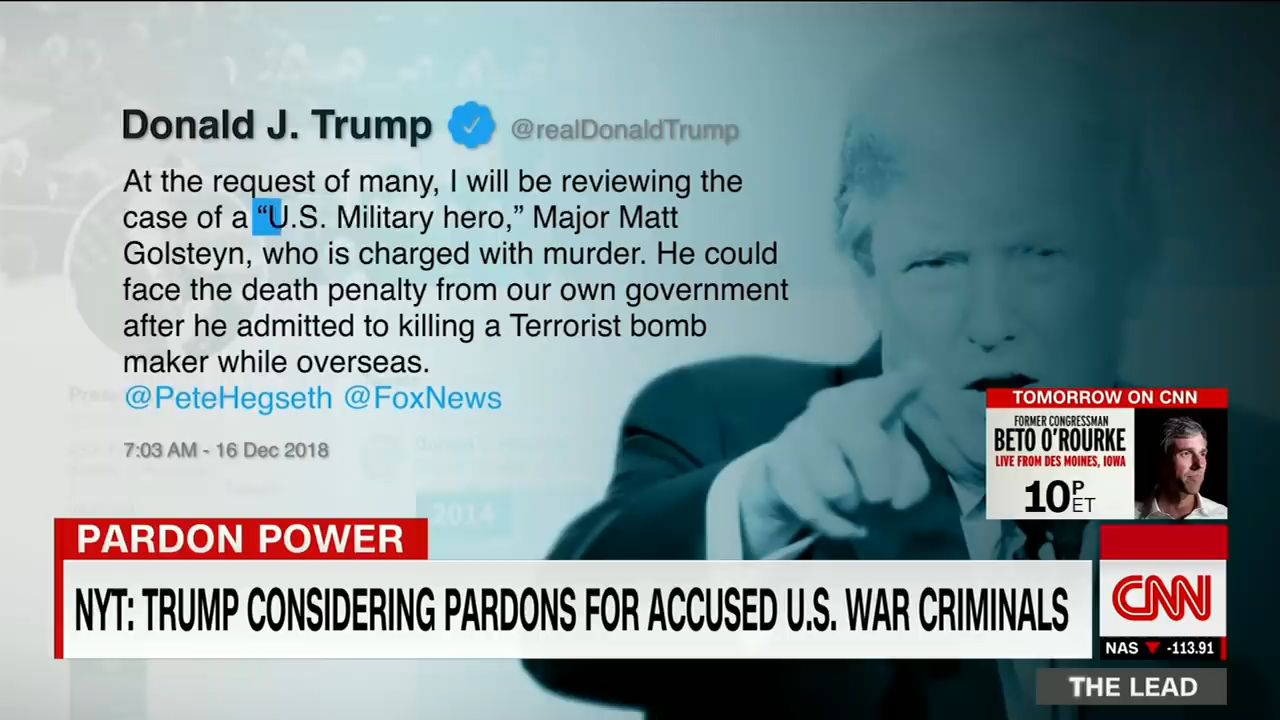 Donald J. Trump @realDonaldTrump
At the request of many, I will be reviewing the
case of a “U.S. Military hero,” Major Matt
Golsteyn, who is charged with murder. He could
face the death penalty from our own government
after he admitted to killing a Terrorist bomb
maker while overseas.
@PeteHegseth @FoxNews
7:03 AM - 16 Dec 2018
2014
TOMORROW ON CNN
FORMER CONGRESSMAN
BETO O'ROURKE
LIVE FROM DES MOINES, IOWA
10P ET
PARDON POWER
NYT: TRUMP CONSIDERING PARDONS FOR ACCUSED U.S. WAR CRIMINALS
CNN
NAS -113.91
THE LEAD